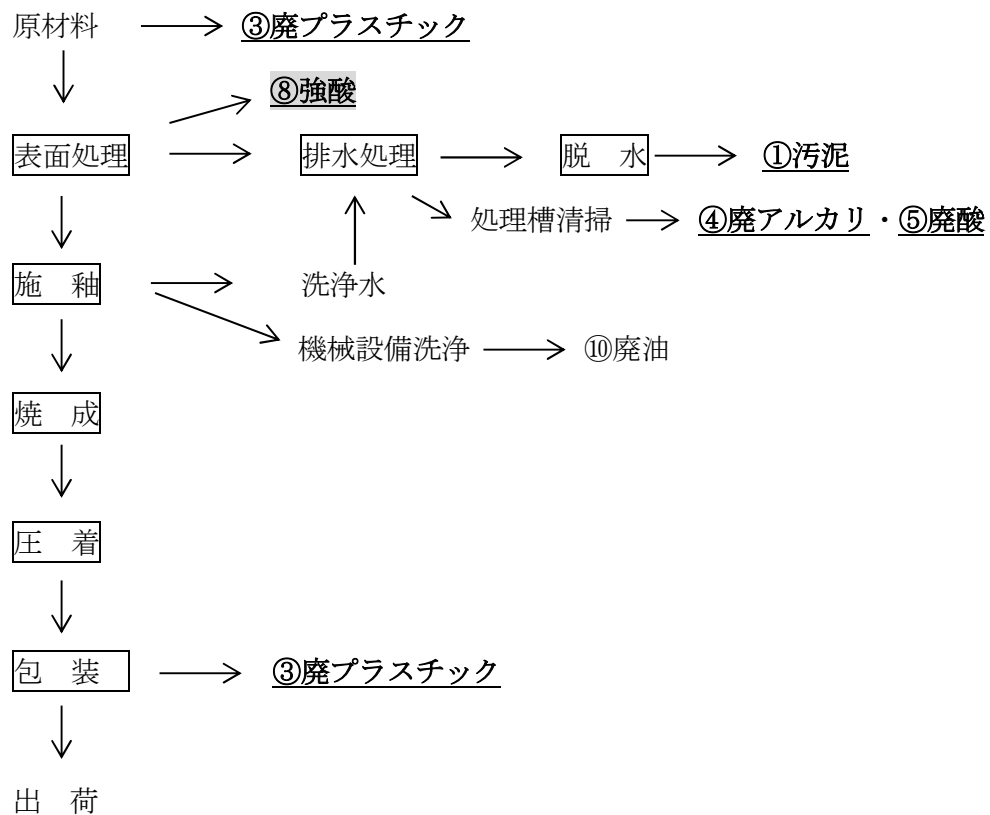 原材料 ③廃プラスチック
⑧強酸
表面処理 排水処理 脱　水 ①汚泥
処理槽清掃 ④廃アルカリ・⑤廃酸
施　釉 洗浄水
機械設備洗浄 ⑩廃油
焼　成
圧　着
包　装 ③廃プラスチック
出　荷